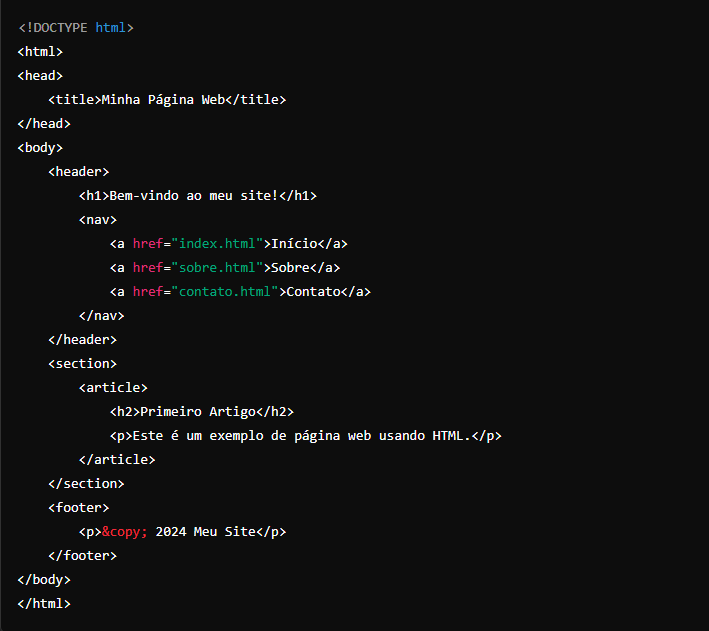 <!DOCTYPE html>
<html>
<head>
    <title>Minha Página Web</title>
</head>
<body>
    <header>
        <h1>Bem-vindo ao meu site!</h1>
        <nav>
            <a href="index.html">Início</a>
            <a href="sobre.html">Sobre</a>
            <a href="contato.html">Contato</a>
        </nav>
    </header>
    <section>
        <article>
            <h2>Primeiro Artigo</h2>
            <p>Este é um exemplo de página web usando HTML.</p>
        </article>
    </section>
    <footer>
        <p>&copy; 2024 Meu Site</p>
    </footer>
</body>
</html>